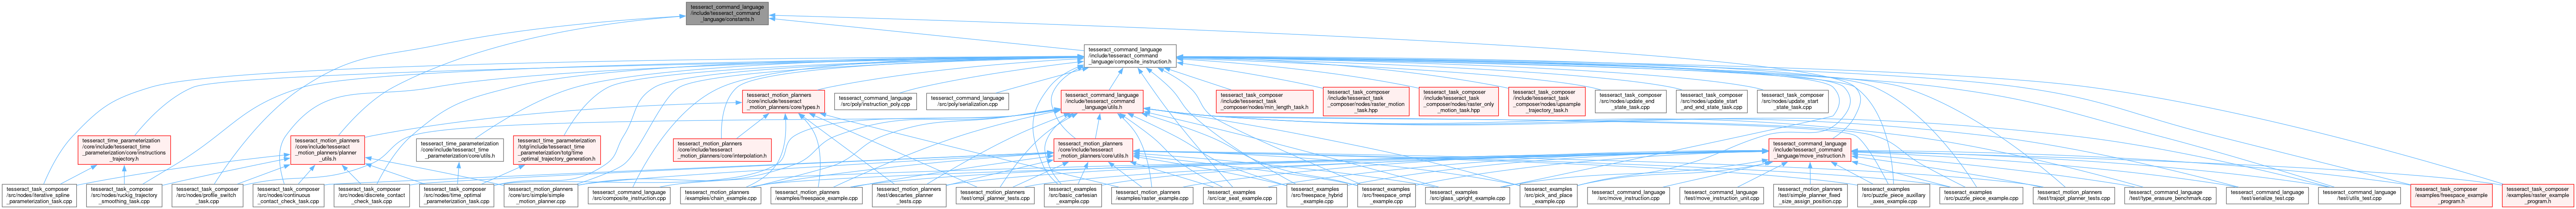 tesseract_command_language
/include/tesseract_command
_language/constants.h
tesseract_command_language
/include/tesseract_command
_language/composite_instruction.h
tesseract_motion_planners
/core/include/tesseract
_motion_planners/core/types.h
tesseract_command_language
/src/poly/instruction_poly.cpp
tesseract_command_language
/src/poly/serialization.cpp
tesseract_command_language
/include/tesseract_command
_language/utils.h
tesseract_task_composer
/include/tesseract_task
_composer/nodes/min_length_task.h
tesseract_task_composer
/include/tesseract_task
_composer/nodes/raster_motion
_task.hpp
tesseract_task_composer
/include/tesseract_task
_composer/nodes/raster_only
_motion_task.hpp
tesseract_task_composer
/include/tesseract_task
_composer/nodes/upsample
_trajectory_task.h
tesseract_task_composer
/src/nodes/update_end
_state_task.cpp
tesseract_task_composer
/src/nodes/update_start
_and_end_state_task.cpp
tesseract_task_composer
/src/nodes/update_start
_state_task.cpp
tesseract_time_parameterization
/core/include/tesseract_time
_parameterization/core/instructions
_trajectory.h
tesseract_motion_planners
/core/include/tesseract
_motion_planners/planner
_utils.h
tesseract_time_parameterization
/core/include/tesseract_time
_parameterization/core/utils.h
tesseract_time_parameterization
/totg/include/tesseract_time
_parameterization/totg/time
_optimal_trajectory_generation.h
tesseract_motion_planners
/core/include/tesseract
_motion_planners/core/interpolation.h
tesseract_motion_planners
/core/include/tesseract
_motion_planners/core/utils.h
tesseract_command_language
/include/tesseract_command
_language/move_instruction.h
tesseract_task_composer
/src/nodes/iterative_spline
_parameterization_task.cpp
tesseract_task_composer
/src/nodes/ruckig_trajectory
_smoothing_task.cpp
tesseract_task_composer
/src/nodes/profile_switch
_task.cpp
tesseract_task_composer
/src/nodes/continuous
_contact_check_task.cpp
tesseract_task_composer
/src/nodes/discrete_contact
_check_task.cpp
tesseract_task_composer
/src/nodes/time_optimal
_parameterization_task.cpp
tesseract_motion_planners
/core/src/simple/simple
_motion_planner.cpp
tesseract_command_language
/src/composite_instruction.cpp
tesseract_motion_planners
/examples/chain_example.cpp
tesseract_motion_planners
/examples/freespace_example.cpp
tesseract_motion_planners
/test/descartes_planner
_tests.cpp
tesseract_motion_planners
/test/ompl_planner_tests.cpp
tesseract_examples
/src/basic_cartesian
_example.cpp
tesseract_motion_planners
/examples/raster_example.cpp
tesseract_examples
/src/car_seat_example.cpp
tesseract_examples
/src/freespace_hybrid
_example.cpp
tesseract_examples
/src/freespace_ompl
_example.cpp
tesseract_examples
/src/glass_upright_example.cpp
tesseract_examples
/src/pick_and_place
_example.cpp
tesseract_command_language
/src/move_instruction.cpp
tesseract_command_language
/test/move_instruction_unit.cpp
tesseract_motion_planners
/test/simple_planner_fixed
_size_assign_position.cpp
tesseract_examples
/src/puzzle_piece_auxillary
_axes_example.cpp
tesseract_examples
/src/puzzle_piece_example.cpp
tesseract_motion_planners
/test/trajopt_planner_tests.cpp
tesseract_command_language
/test/type_erasure_benchmark.cpp
tesseract_command_language
/test/serialize_test.cpp
tesseract_command_language
/test/utils_test.cpp
tesseract_task_composer
/examples/freespace_example
_program.h
tesseract_task_composer
/examples/raster_example
_program.h